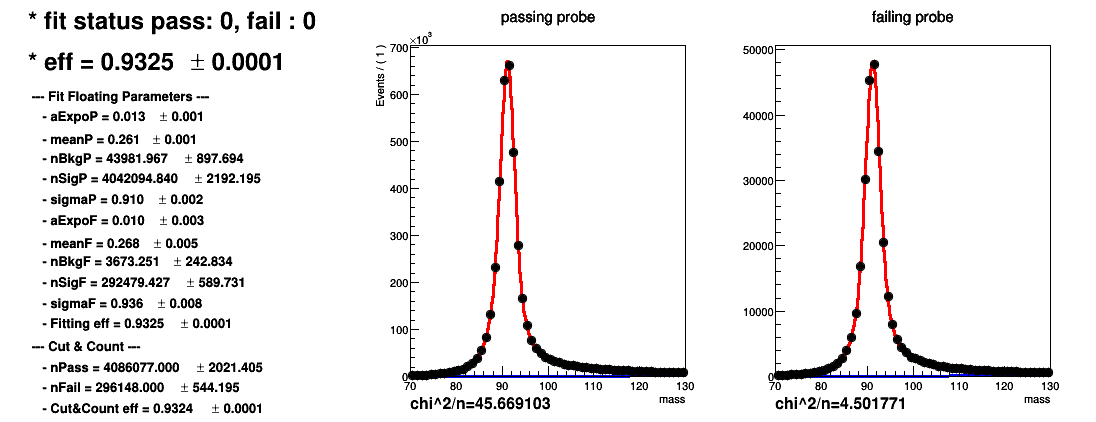 * fit status pass: 0, fail : 0
* eff = 0.9325 ± 0.0001
--- Fit Floating Parameters ---
- aExpoP = 0.013 ± 0.001
- meanP = 0.261 ± 0.001
- nBkgP = 43981.967 ± 897.694
- nSigP = 4042094.840 ± 2192.195
- sigmaP = 0.910 ± 0.002
- aExpoF = 0.010 ± 0.003
- meanF = 0.268 ± 0.005
- nBkgF = 3673.251 ± 242.834
- nSigF = 292479.427 ± 589.731
- sigmaF = 0.936 ± 0.008
- Fitting eff = 0.9325 ± 0.0001
--- Cut & Count ---
- nPass = 4086077.000 ± 2021.405
- nFail = 296148.000 ± 544.195
- Cut&Count eff = 0.9324 ± 0.0001
passing probe
×10³
Events / ( 1 )
700
600
500
400
300
200
100
0
70 80 90 100 110 120 130
mass
chi^2/n=45.669103
failing probe
50000
40000
30000
20000
10000
0
70 80 90 100 110 120 130
mass
chi^2/n=4.501771